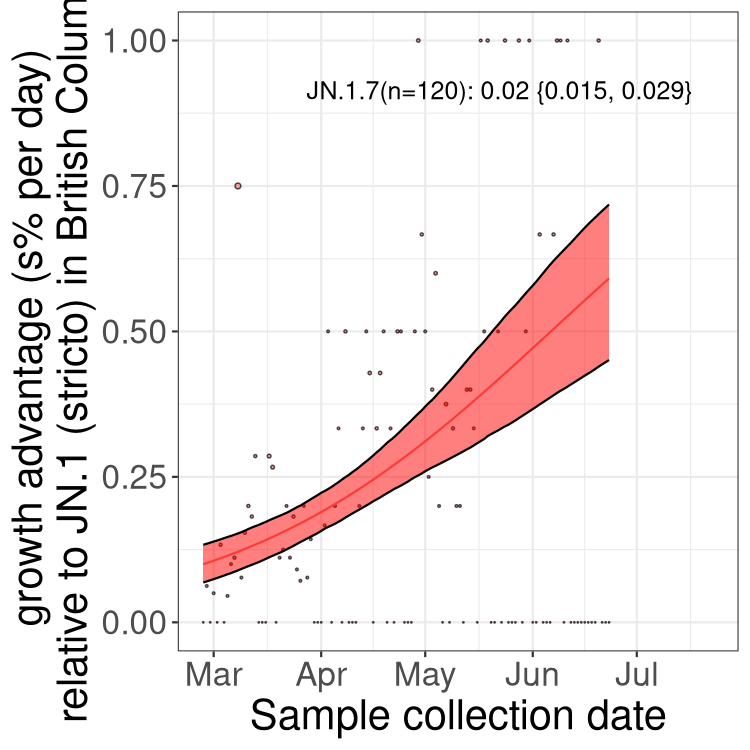 growth advantage (s% per day)
relative to JN.1 (stricto) in British Colum
1.00
0.75
0.50
0.25
0.00
JN.1.7(n=120): 0.02 {0.015, 0.029}
Mar Apr May Jun Jul
Sample collection date